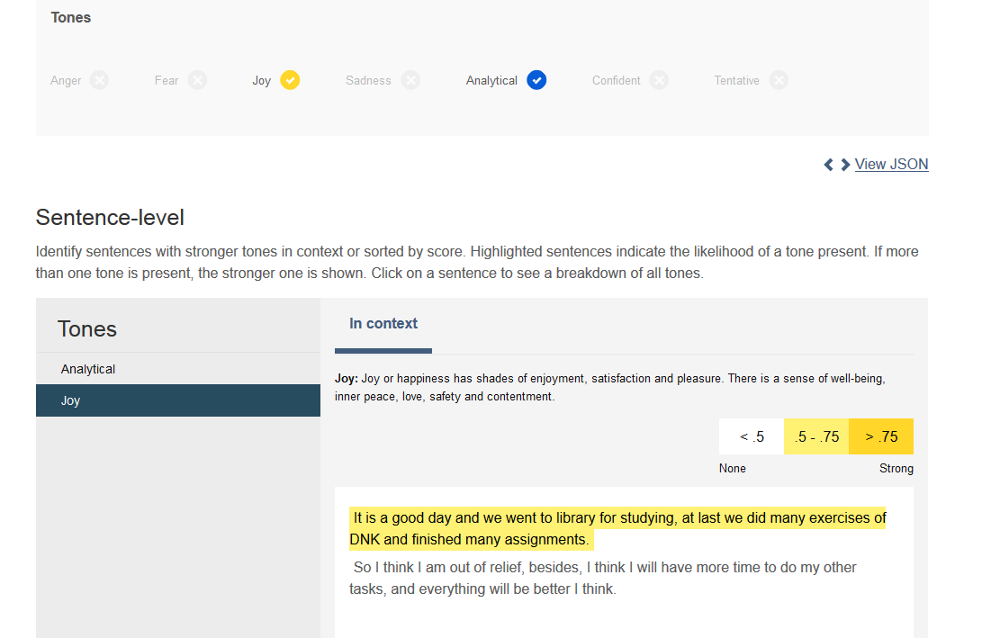 Tones
Anger Fear Joy Sadness Analytical Confident Tentative
View JSON
Sentence-level
Identify sentences with stronger tones in context or sorted by score. Highlighted sentences indicate the likelihood of a tone present. If more
than one tone is present, the stronger one is shown. Click on a sentence to see a breakdown of all tones.
Tones
Analytical
Joy
In context
Joy: Joy or happiness has shades of enjoyment, satisfaction and pleasure. There is a sense of well-being,
inner peace, love, safety and contentment.
< .5 .5 - .75 > .75
None Strong
It is a good day and we went to library for studying, at last we did many exercises of
DNK and finished many assignments.
So I think I am out of relief, besides, I think I will have more time to do my other
tasks, and everything will be better I think.